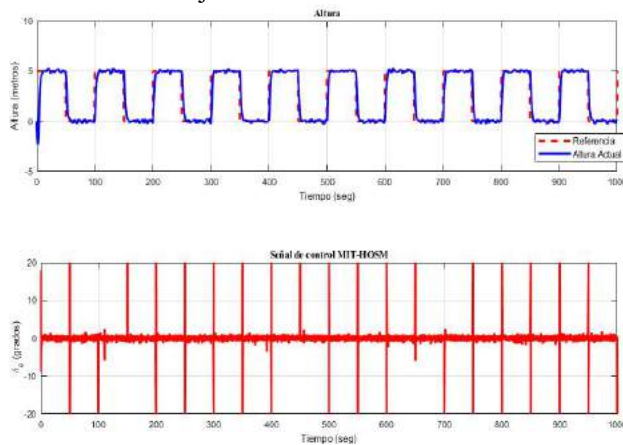 Altura
10
5
0
-5
Altura (metros)
Referencia
Altura Actual
0 100 200 300 400 500 600 700 800 900 1000
Tiempo (seg)
Señal de control MIT-HOSM
20
10
0
-10
-20
δe (grados)
0 100 200 300 400 500 600 700 800 900 1000
Tiempo (seg)